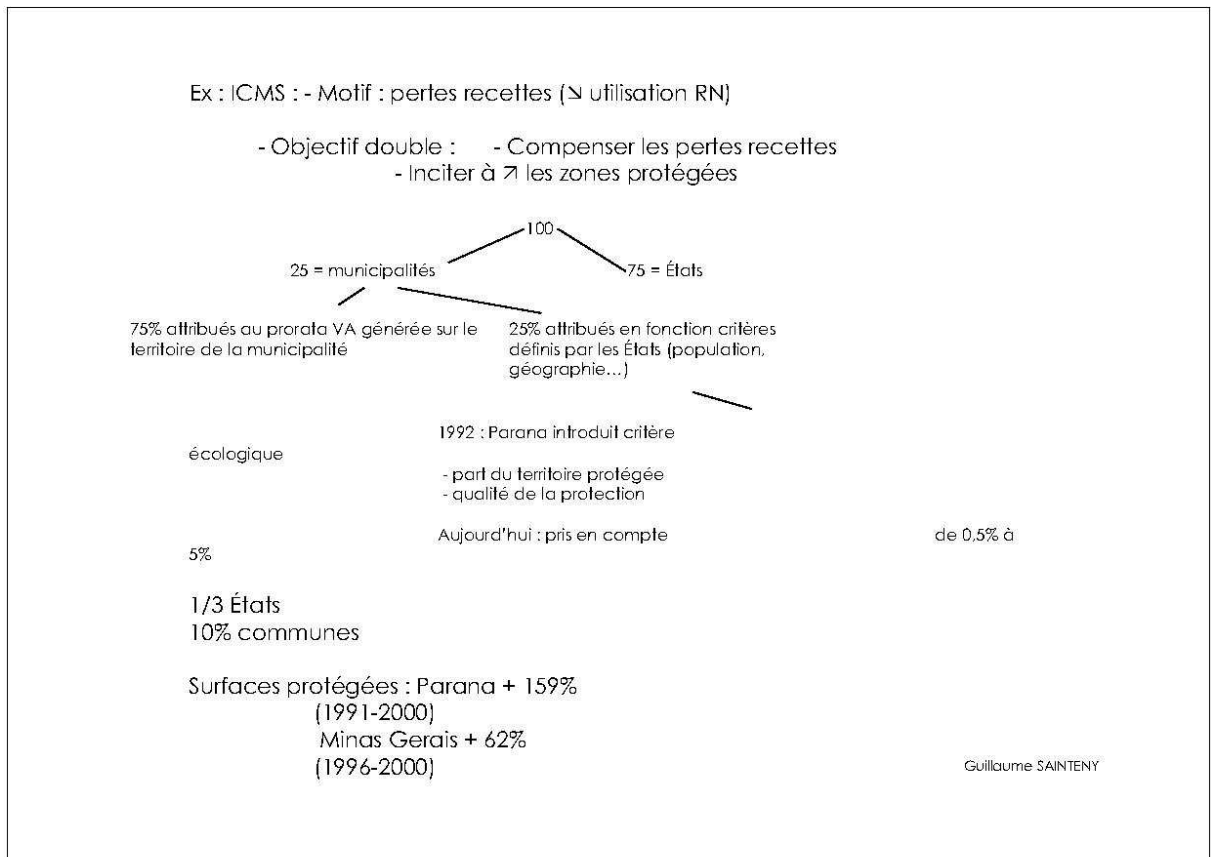 Ex : ICMS : - Motif : pertes recettes (↘ utilisation RN)
- Objectif double : - Compenser les pertes recettes
- Inciter à ↗ les zones protégées
100
25 = municipalités 75 = États
75% attribués au prorata VA générée sur le
territoire de la municipalité
25% attribués en fonction critères
définis par les États (population,
géographie…)
1992 : Parana introduit critère
écologique
- part du territoire protégée
- qualité de la protection
Aujourd'hui : pris en compte de 0,5% à
5%
1/3 États
10% communes
Surfaces protégées : Parana + 159%
(1991-2000)
Minas Gerais + 62%
(1996-2000)
Guillaume SAINTENY